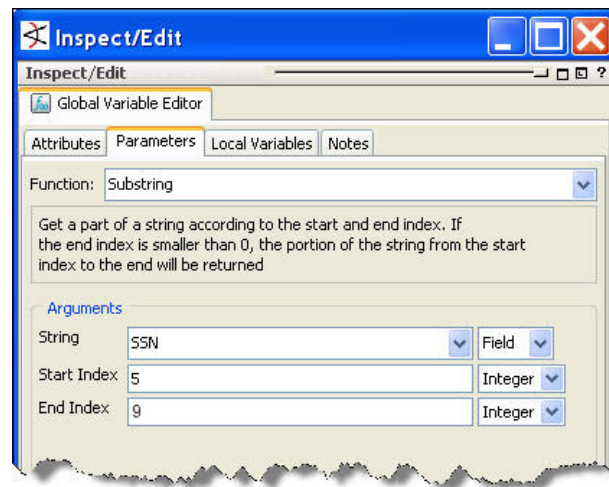 Inspect/Edit
Inspect/Edit ?
Global Variable Editor
Attributes Parameters Local Variables Notes
Function: Substring
Get a part of a string according to the start and end index. If
the end index is smaller than 0, the portion of the string from the start
index to the end will be returned
Arguments
String SSN Field
Start Index 5 Integer
End Index 9 Integer